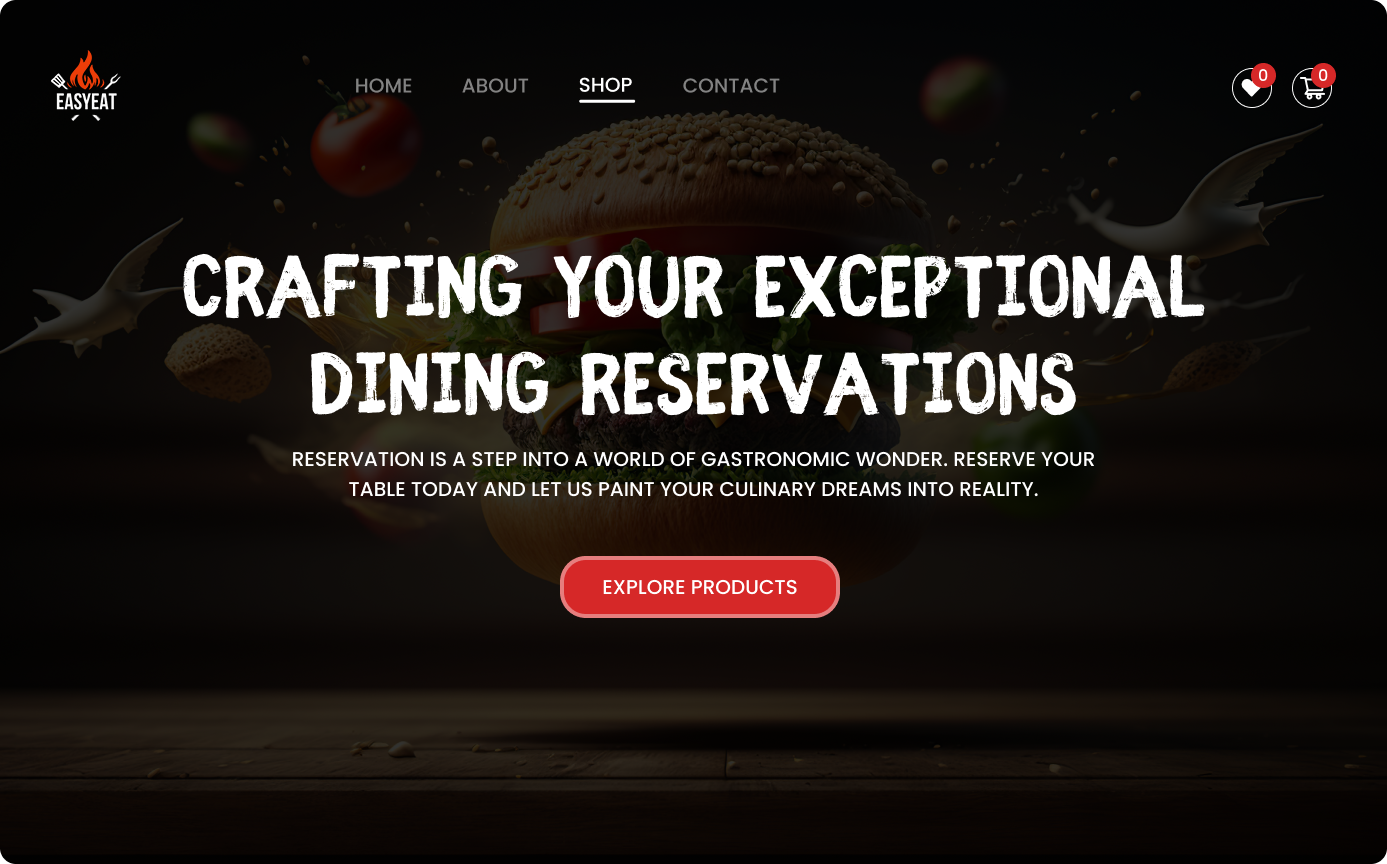 EASYEAT
HOME ABOUT SHOP CONTACT
0 0
CRAFTING YOUR EXCEPTIONAL
DINING RESERVATIONS
RESERVATION IS A STEP INTO A WORLD OF GASTRONOMIC WONDER. RESERVE YOUR
TABLE TODAY AND LET US PAINT YOUR CULINARY DREAMS INTO REALITY.
EXPLORE PRODUCTS